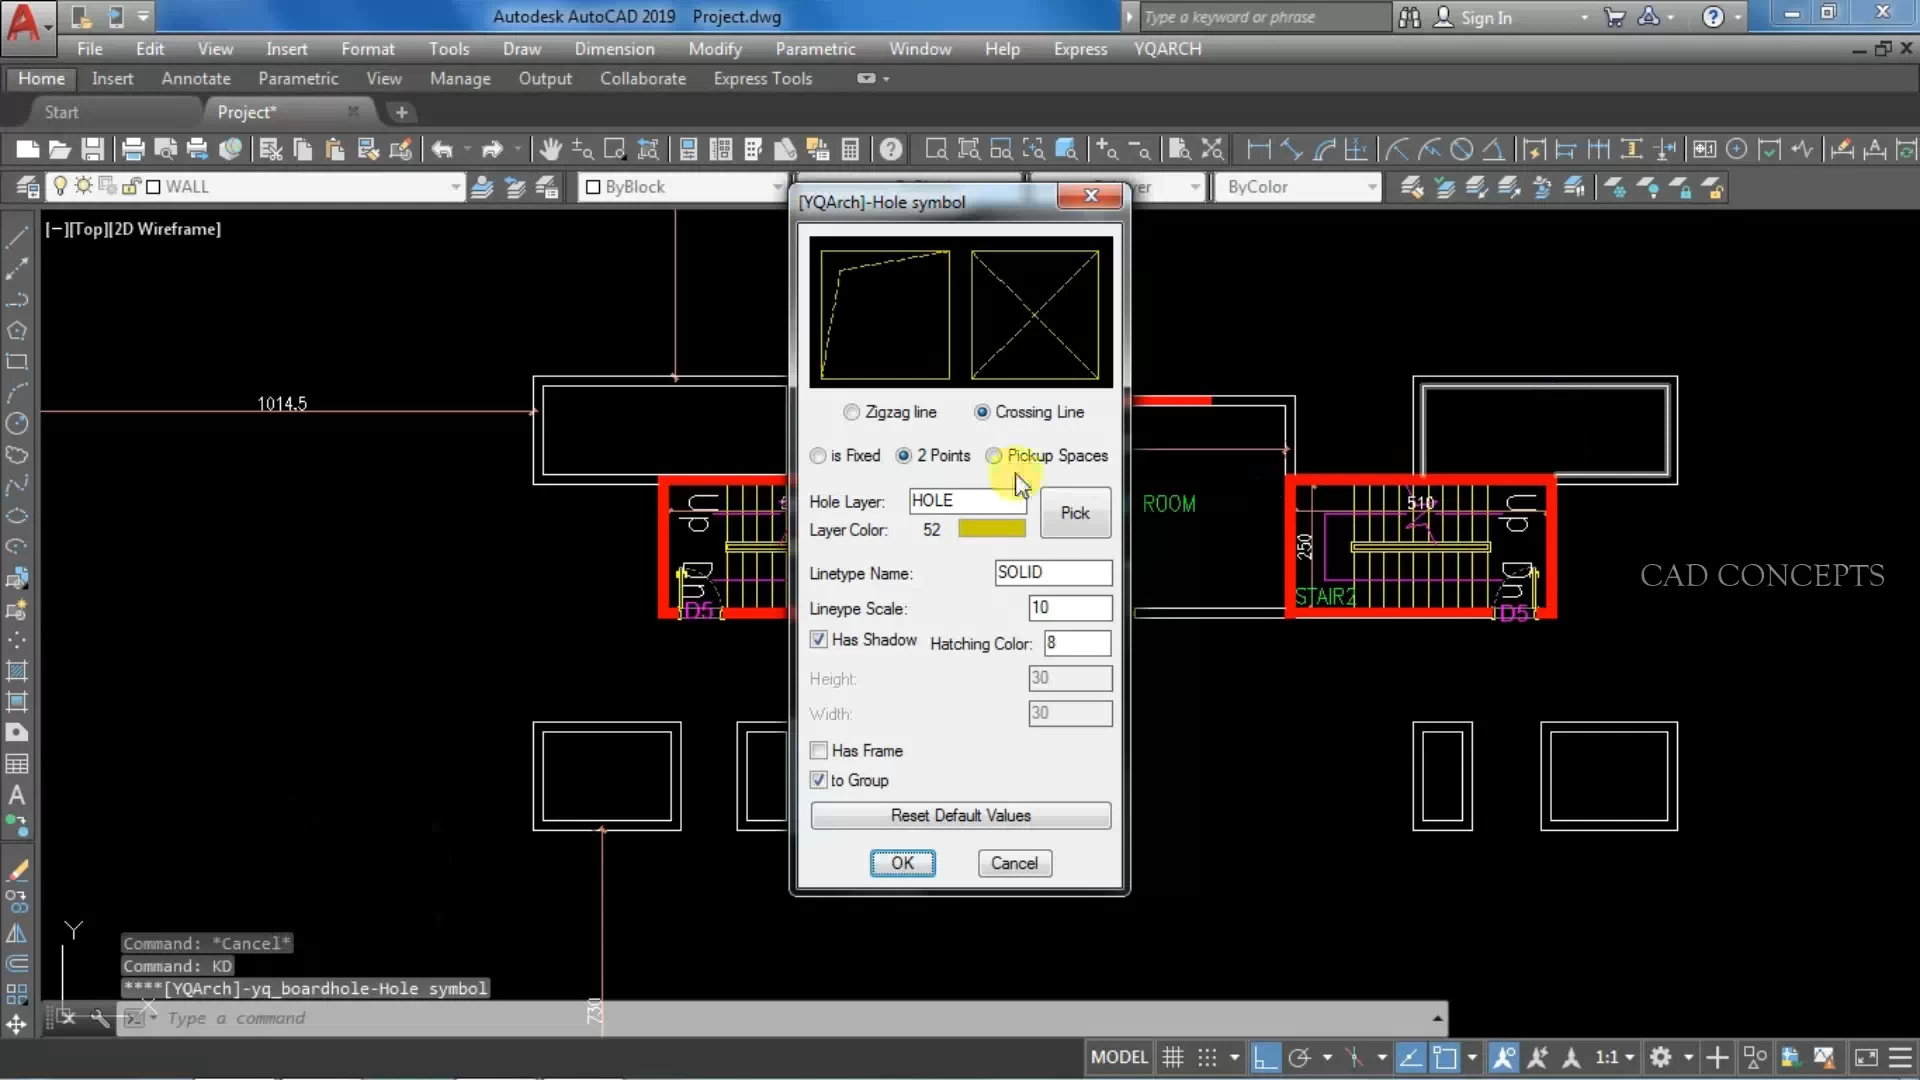 Autodesk AutoCAD 2019 Project.dwg
Type a keyword or phrase
Sign In
File Edit View Insert Format Tools Draw Dimension Modify Parametric Window Help Express YQARCH
Home Insert Annotate Parametric View Manage Output Collaborate Express Tools
Start Project*
WALL
ByBlock
ByColor
[−][Top][2D Wireframe]
[YQArch]-Hole symbol
Zigzag line Crossing Line
is Fixed 2 Points Pickup Spaces
Hole Layer: HOLE
Pick
Layer Color: 52
Linetype Name: SOLID
Lineype Scale: 10
Has Shadow Hatching Color: 8
Height: 30
Width: 30
Has Frame
to Group
Reset Default Values
OK Cancel
1014,5
ROOM
510
up
up
250
Dn
Dn
STAIR2
D5
D5
CAD CONCEPTS
730
Y
X
Command: *Cancel*
Command: KD
****[YQArch]-yq_boardhole-Hole symbol
Type a command
MODEL
1:1